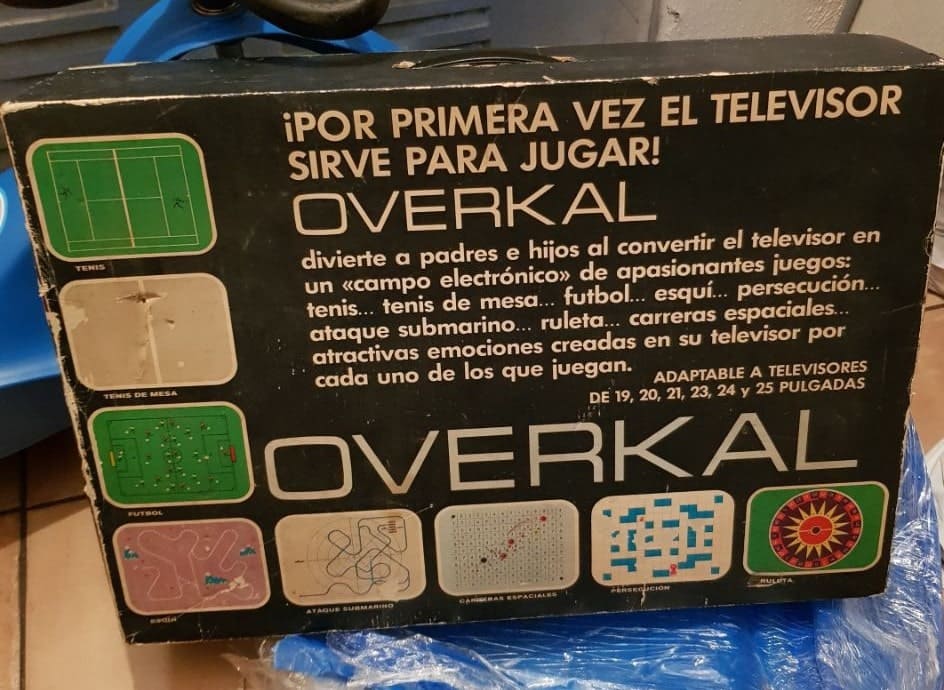 ¡POR PRIMERA VEZ EL TELEVISOR
SIRVE PARA JUGAR!
OVERKAL
divierte a padres e hijos al convertir el televisor en
un «campo electrónico» de apasionantes juegos:
tenis... tenis de mesa... futbol... esquí... persecución...
ataque submarino... ruleta... carreras espaciales...
atractivas emociones creadas en su televisor por
cada uno de los que juegan.
ADAPTABLE A TELEVISORES
DE 19, 20, 21, 23, 24 y 25 PULGADAS
OVERKAL
TENIS
TENIS DE MESA
FUTBOL
ESQUÍ
ATAQUE SUBMARINO
CARRERAS ESPACIALES
PERSECUCIÓN
RULETA